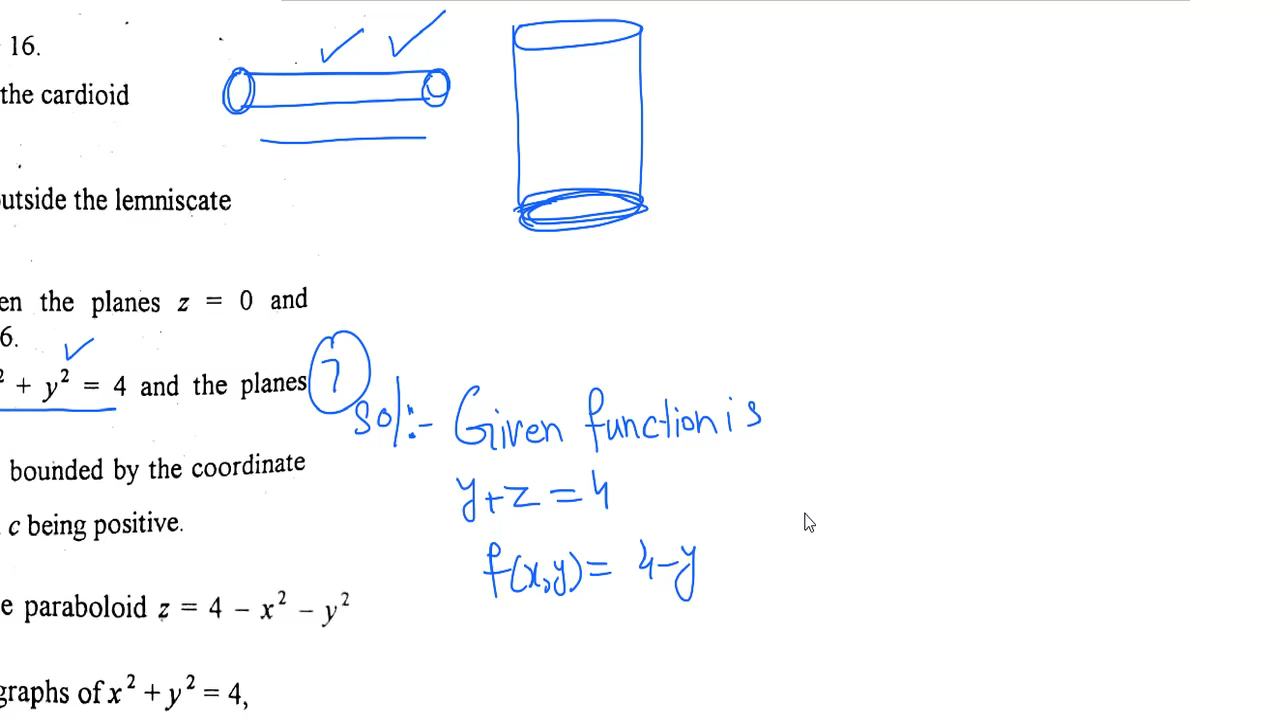 16.
the cardioid
outside the lemniscate
en the planes z = 0 and
6.
² + y² = 4 and the planes
7
Sol:- Given function is
bounded by the coordinate
y+z=4
c being positive.
f(x,y)= 4-y
e paraboloid z = 4 − x² − y²
graphs of x² + y² = 4,